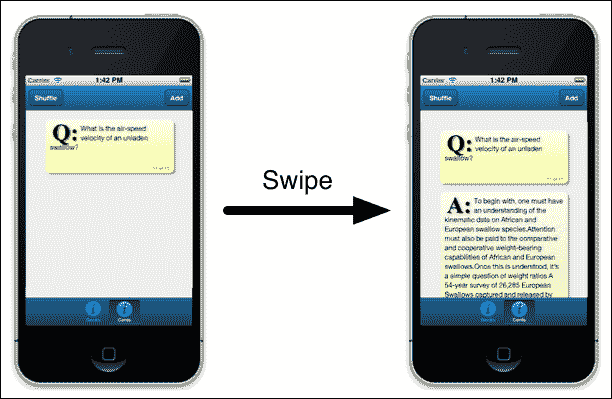 Carrier 1:42 PM
Shuffle Add
Q: What is the air-speed
velocity of an unladen
swallow?
Cards
Swipe
Carrier 1:42 PM
Shuffle Add
Q: What is the air-speed
velocity of an unladen
swallow?
A: To begin with, one must have
an understanding of the
kinematic data on African and
European swallow species.Attention
must also be paid to the comparative
and cooperative weight-bearing
capabilities of African and European
swallows.Once this is understood, it's
a simple question of weight ratios A
54-year survey of 26,285 European
Swallows captured and released by
Cards